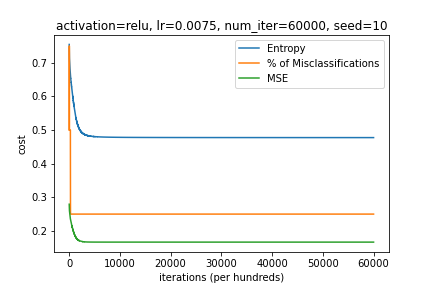 activation=relu, lr=0.0075, num_iter=60000, seed=10
Entropy
% of Misclassifications
MSE
cost
0.7
0.6
0.5
0.4
0.3
0.2
0 10000 20000 30000 40000 50000 60000
iterations (per hundreds)